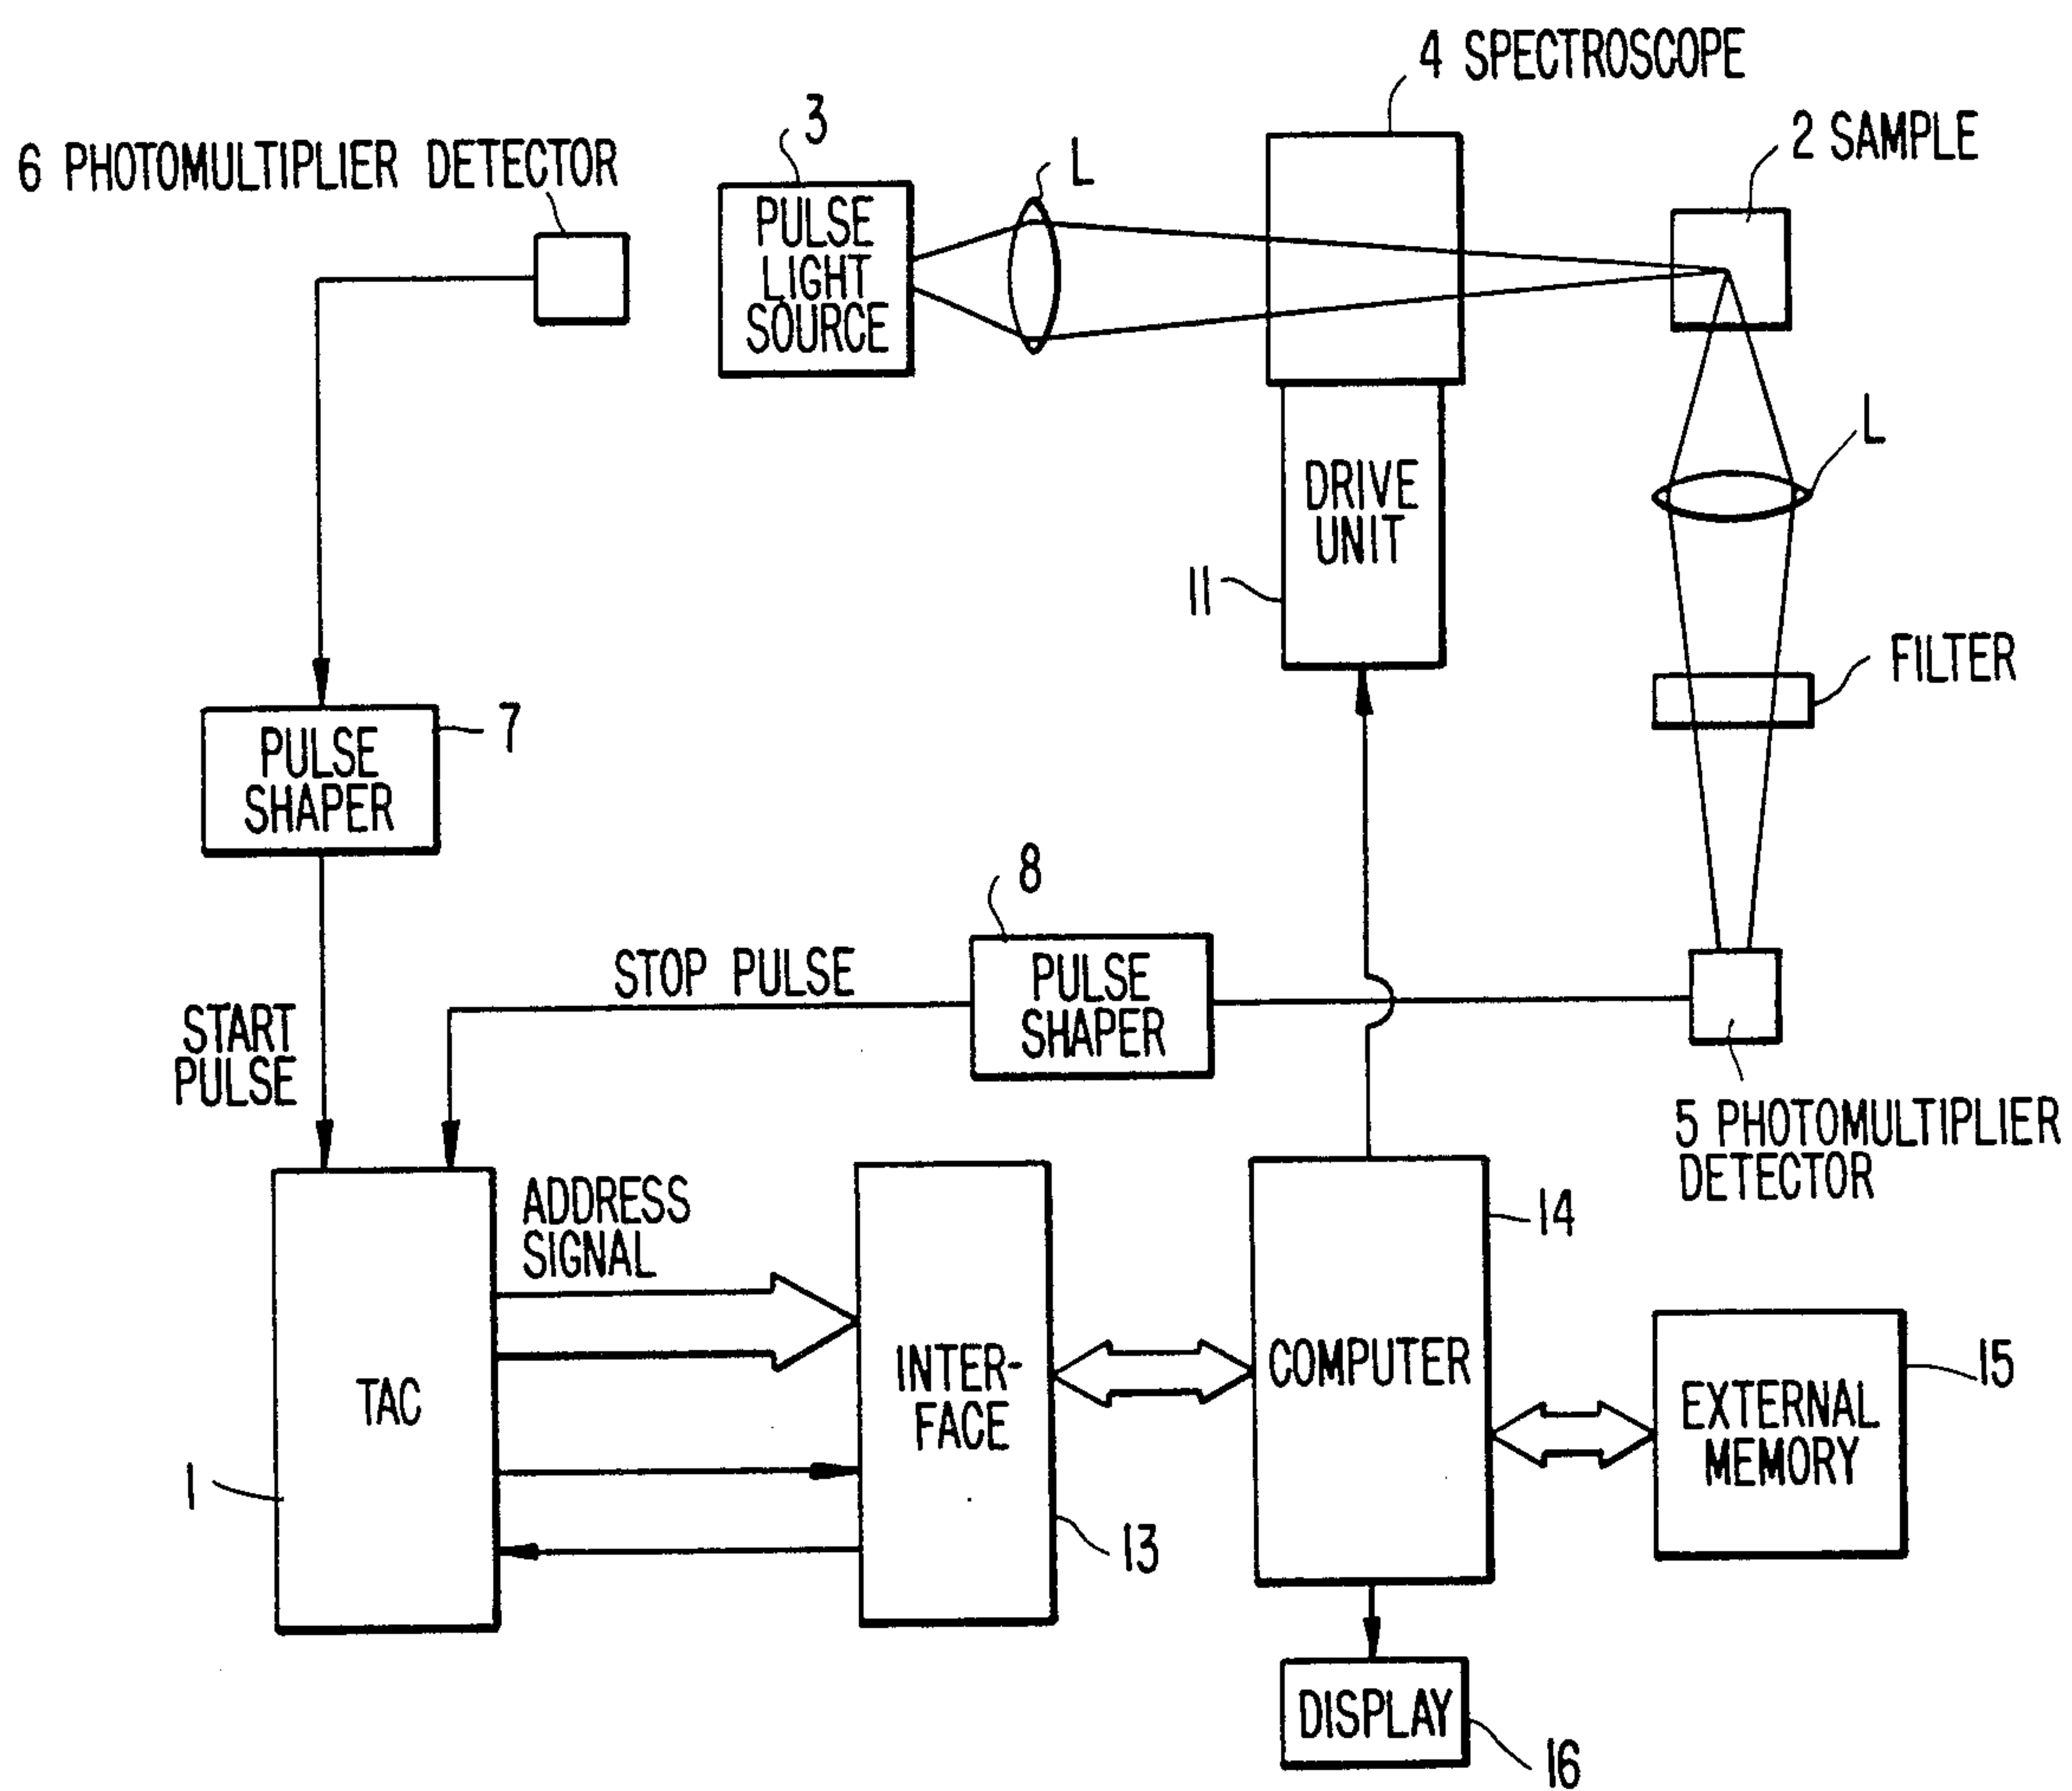 4 SPECTROSCOPE
3
2 SAMPLE
6 PHOTOMULTIPLIER DETECTOR
L
PULSE
LIGHT
SOURCE
L
DRIVE
UNIT
11
FILTER
7
PULSE
SHAPER
8
STOP PULSE
PULSE
SHAPER
START
PULSE
5 PHOTOMULTIPLIER
DETECTOR
ADDRESS
SIGNAL
14
TAC
INTER-
FACE
COMPUTER
15
EXTERNAL
MEMORY
1
13
DISPLAY
16